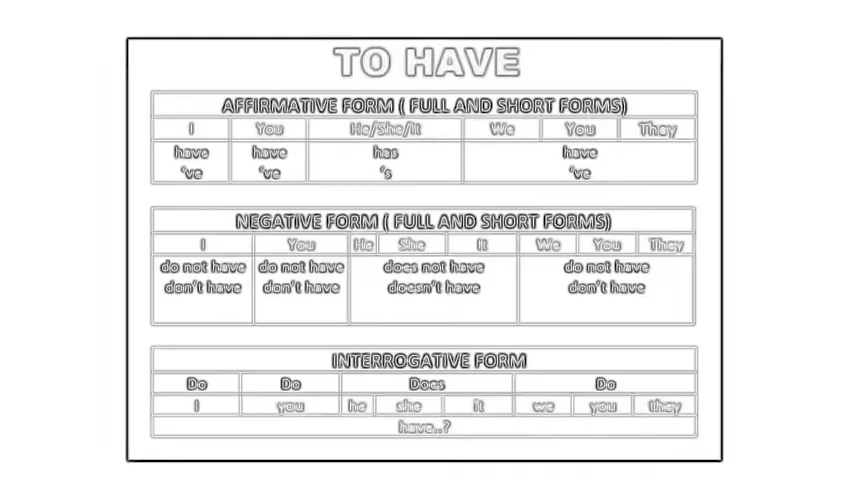 TO HAVE
AFFIRMATIVE FORM ( FULL AND SHORT FORMS)
I You He/She/It We You They
have have has have
've 've 's 've
NEGATIVE FORM ( FULL AND SHORT FORMS)
I You He She It We You They
do not have do not have does not have do not have
don't have don't have doesn't have don't have
INTERROGATIVE FORM
Do Do Does Do
I you he she it we you they
have..?